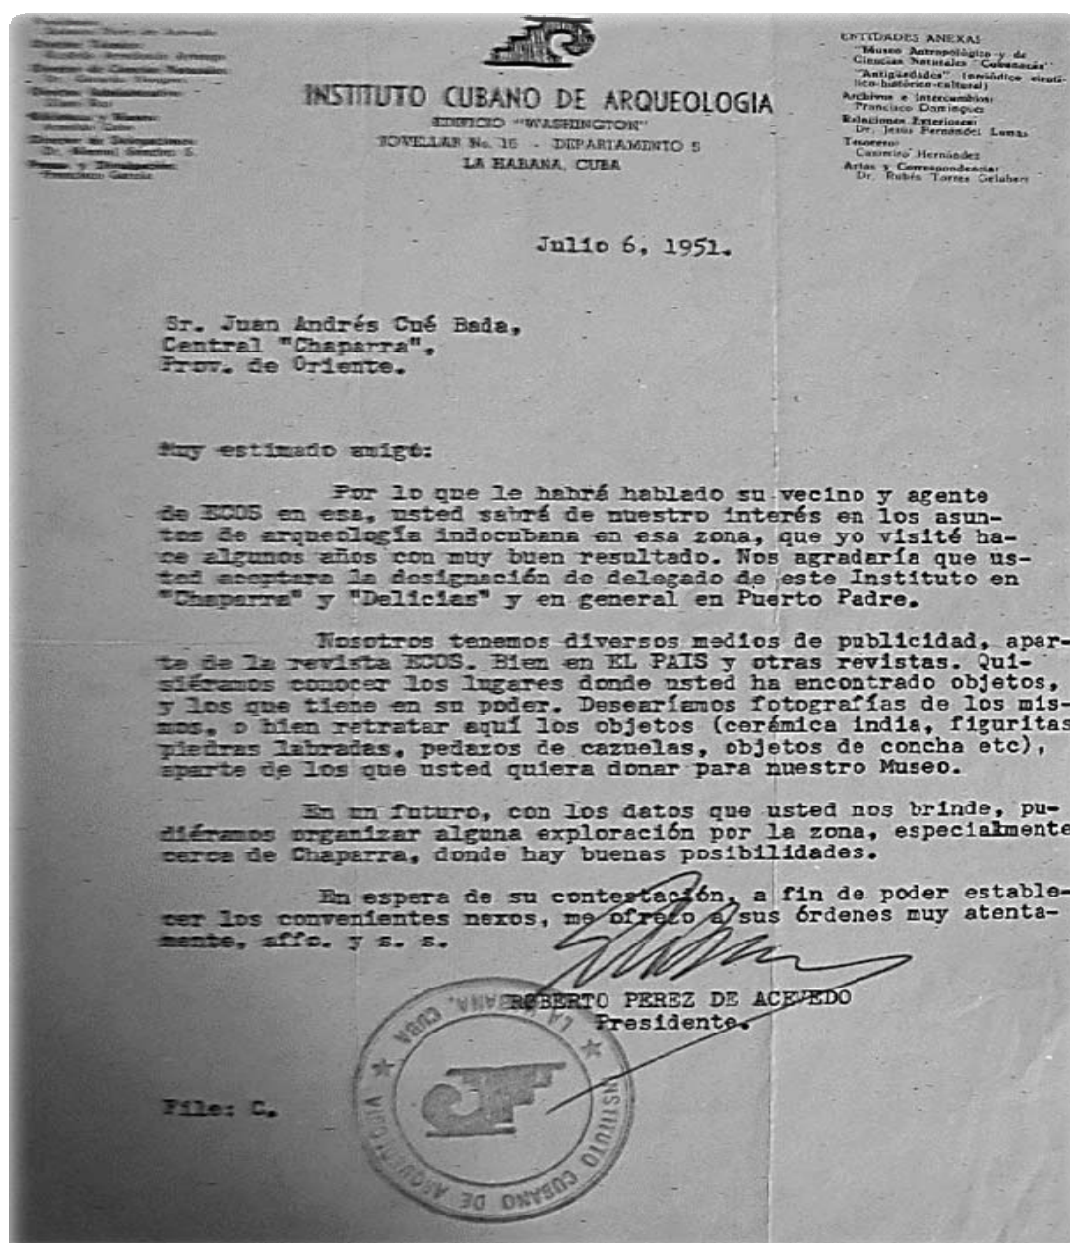 INSTITUTO CUBANO DE ARQUEOLOGIA
EDIFICIO "WASHINGTON"
SOVELLAR No. 16 - DEPARTAMENTO 5
LA HABANA, CUBA
ENTIDADES ANEXAS
"Museo Antropológico y de
Ciencias Naturales "Cubanacán"
"Antigüedades" (periódico cientí-
fico-histórico-cultural)
Archivos e intercambios:
Francisco Domínguez
Relaciones Exteriores:
Dr. Jesús Fernández Lamas
Tesorero:
Casimiro Hernández
Actas y Correspondencia:
Dr. Rubén Torres Gelabert
Julio 6, 1951.
Sr. Juan Andrés Cué Bada,
Central "Chaparra",
Prov. de Oriente.
Muy estimado amigo:
Por lo que le habrá hablado su vecino y agente
de ECOS en esa, usted sabrá de nuestro interés en los asun-
tos de arqueología indocubana en esa zona, que yo visité ha-
ce algunos años con muy buen resultado. Nos agradaría que us-
ted aceptara la designación de delegado de este Instituto en
"Chaparra" y "Delicias" y en general en Puerto Padre.
Nosotros tenemos diversos medios de publicidad, apar-
te de la revista ECOS. Bien en EL PAIS y otras revistas. Qui-
siéramos conocer los lugares donde usted ha encontrado objetos,
y los que tiene en su poder. Desearíamos fotografías de los mis-
mos, o bien retratar aquí los objetos (cerámica india, figuritas
piedras labradas, pedazos de cazuelas, objetos de concha etc),
aparte de los que usted quiera donar para nuestro Museo.
En un futuro, con los datos que usted nos brinde, pu-
diéramos organizar alguna exploración por la zona, especialmente
cerca de Chaparra, donde hay buenas posibilidades.
En espera de su contestación, a fin de poder estable-
cer los convenientes nexos, me ofrezco a sus órdenes muy atenta-
mente, affo. y s. s.
ROBERTO PEREZ DE ACEVEDO
Presidente.
File: C.
INSTITUTO CUBANO DE ARQUEOLOGIA
LA HABANA, CUBA